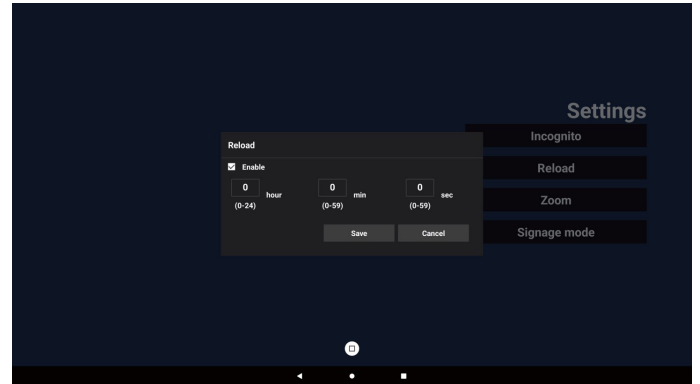 Settings
Incognito
Reload
Zoom
Signage mode
Reload
Enable
0 hour 0 min 0 sec
(0-24) (0-59) (0-59)
Save Cancel